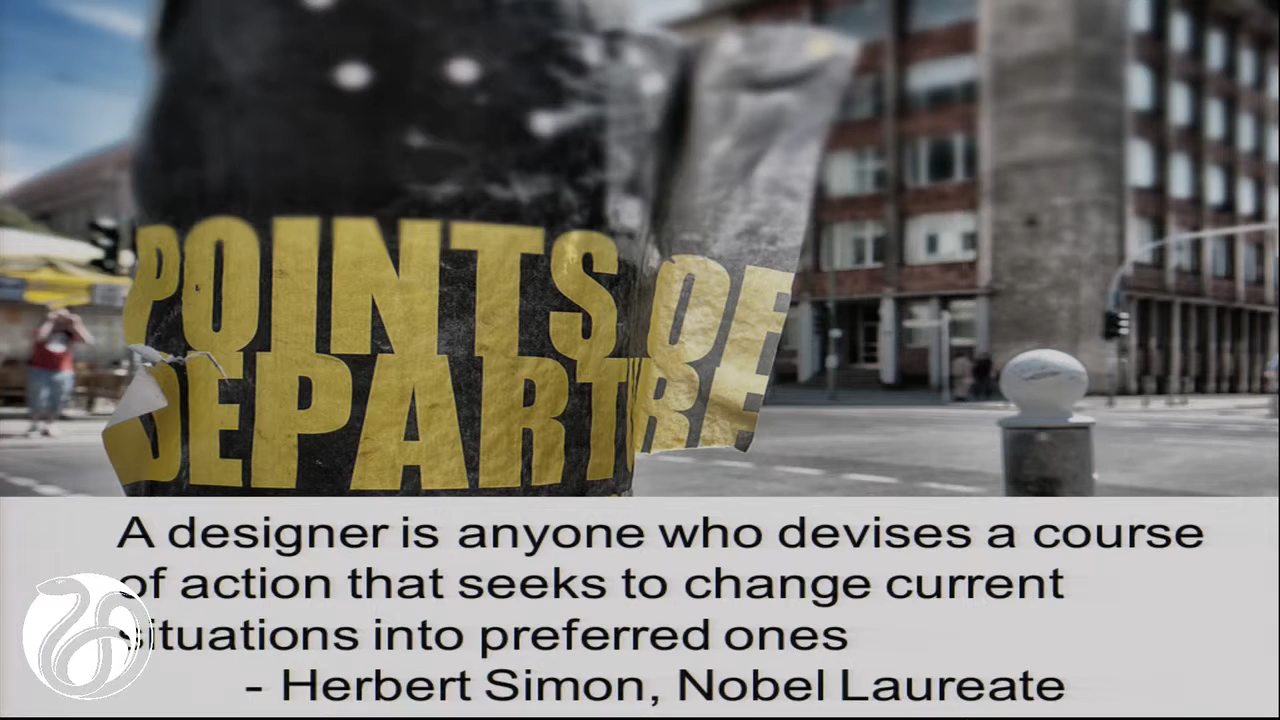 POINTS OF
DEPARTURE
A designer is anyone who devises a course
of action that seeks to change current
situations into preferred ones
- Herbert Simon, Nobel Laureate